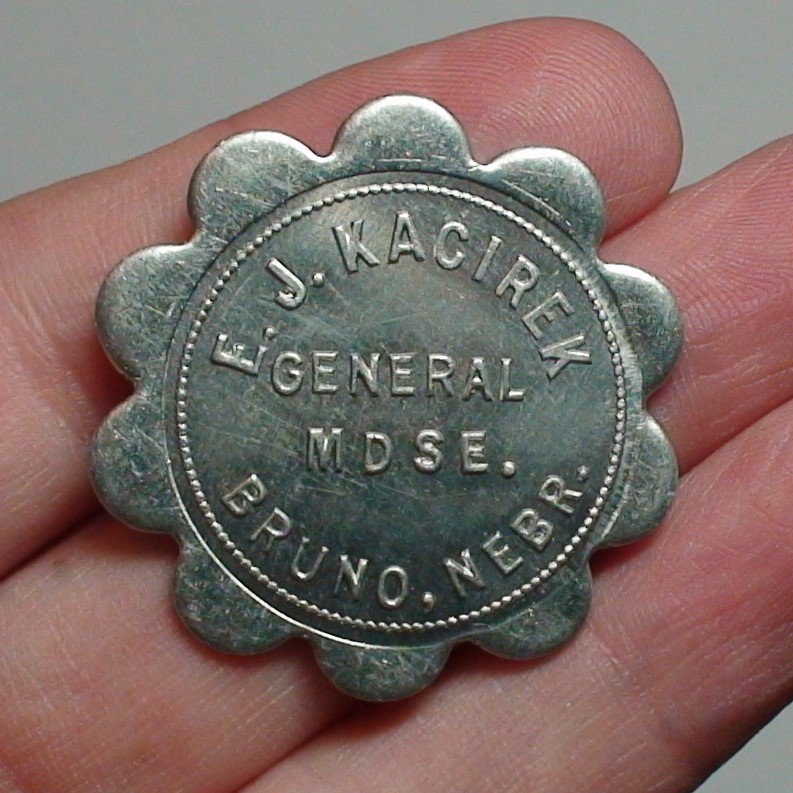 E. J. KACIREK
GENERAL
MDSE.
BRUNO, NEBR.